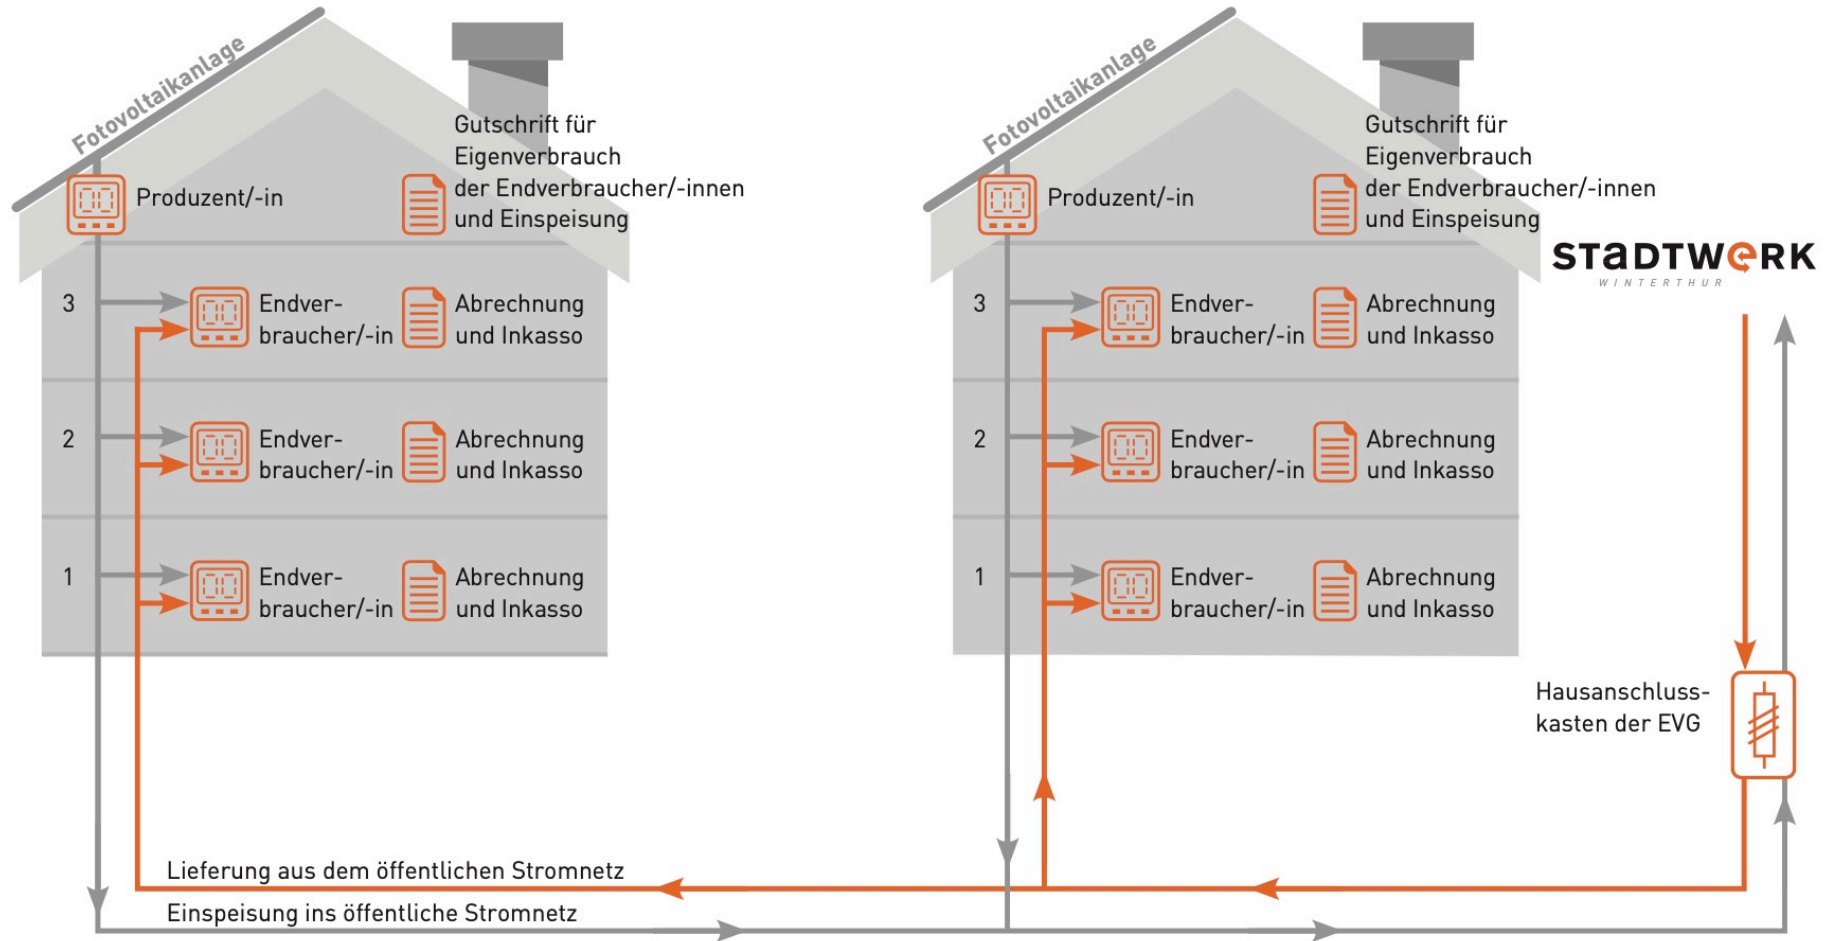 Fotovoltaikanlage
Gutschrift für
Eigenverbrauch
der Endverbraucher/-innen
und Einspeisung
Produzent/-in
3
Endver-
braucher/-in
Abrechnung
und Inkasso
2
Endver-
braucher/-in
Abrechnung
und Inkasso
1
Endver-
braucher/-in
Abrechnung
und Inkasso
Fotovoltaikanlage
Gutschrift für
Eigenverbrauch
der Endverbraucher/-innen
und Einspeisung
Produzent/-in
3
Endver-
braucher/-in
Abrechnung
und Inkasso
2
Endver-
braucher/-in
Abrechnung
und Inkasso
1
Endver-
braucher/-in
Abrechnung
und Inkasso
STaDTWeRK
WINTERTHUR
Hausanschluss-
kasten der EVG
Lieferung aus dem öffentlichen Stromnetz
Einspeisung ins öffentliche Stromnetz